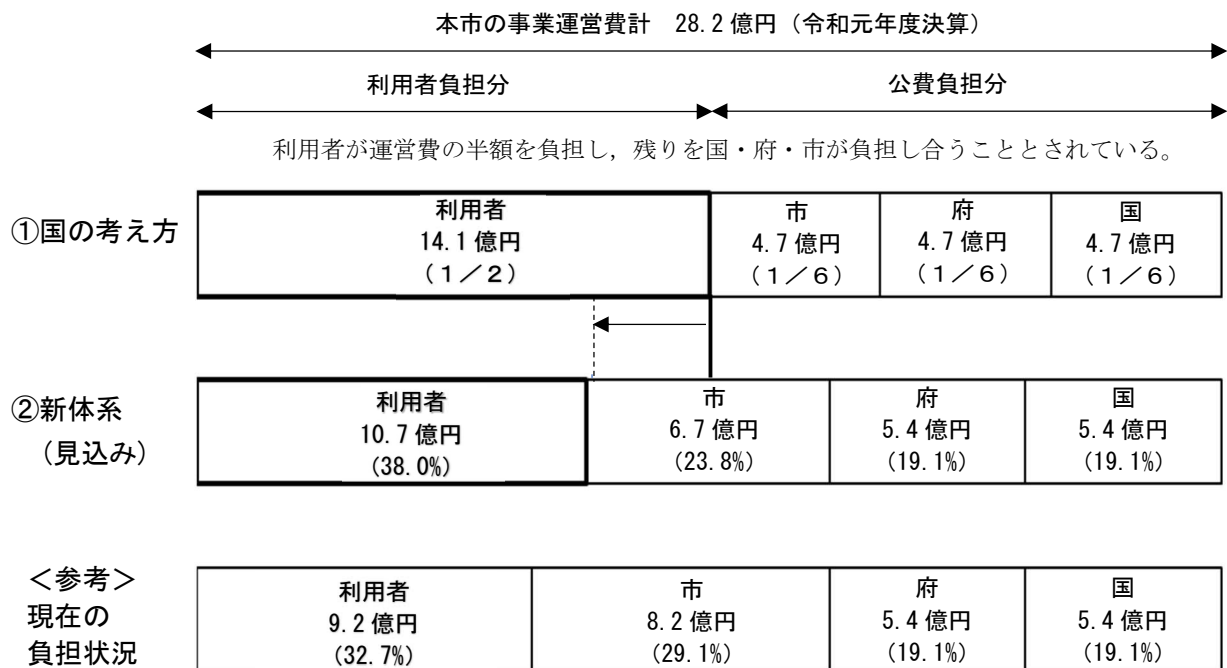 本市の事業運営費計 28.2億円（令和元年度決算）
利用者負担分
公費負担分
利用者が運営費の半額を負担し，残りを国・府・市が負担し合うこととされている。
①国の考え方
利用者
14.1億円
（１／２）
市
4.7億円
（１／６）
府
4.7億円
（１／６）
国
4.7億円
（１／６）
②新体系
（見込み）
利用者
10.7億円
(38.0%)
市
6.7億円
(23.8%)
府
5.4億円
(19.1%)
国
5.4億円
(19.1%)
＜参考＞
現在の
負担状況
利用者
9.2億円
(32.7%)
市
8.2億円
(29.1%)
府
5.4億円
(19.1%)
国
5.4億円
(19.1%)